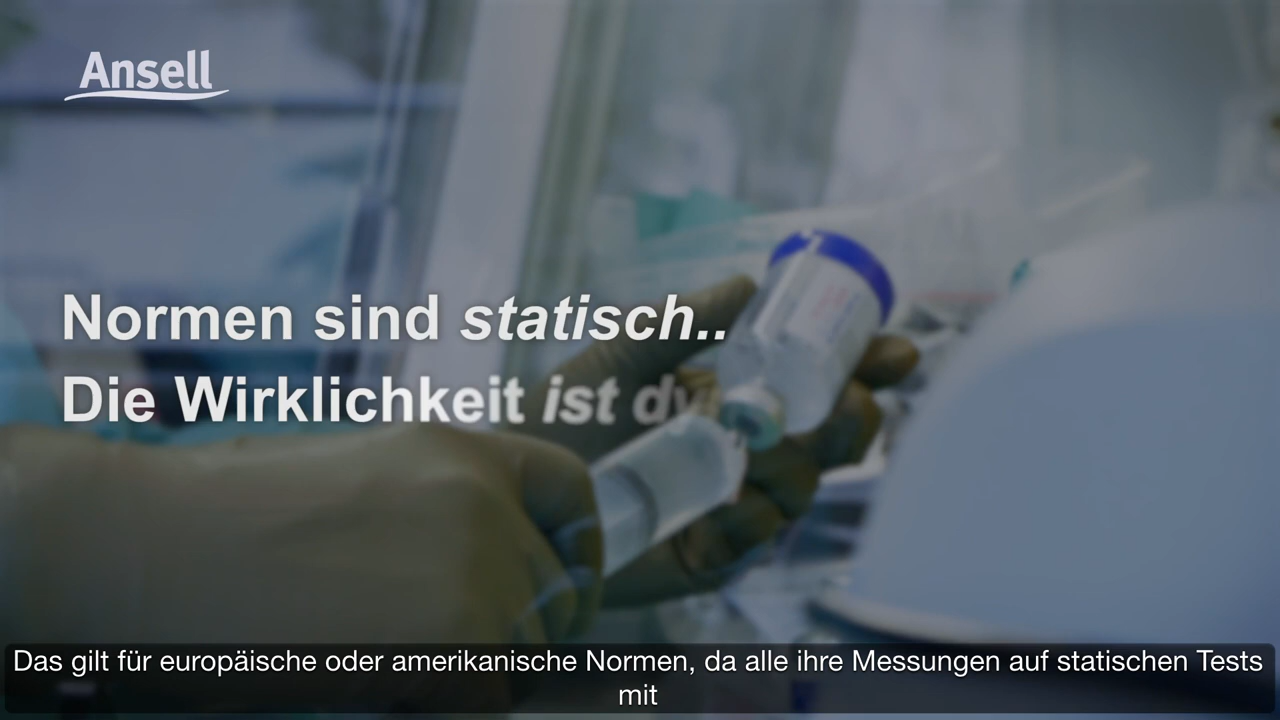 Ansell
Normen sind statisch..
Die Wirklichkeit ist
Das gilt für europäische oder amerikanische Normen, da alle ihre Messungen auf statischen Tests
mit